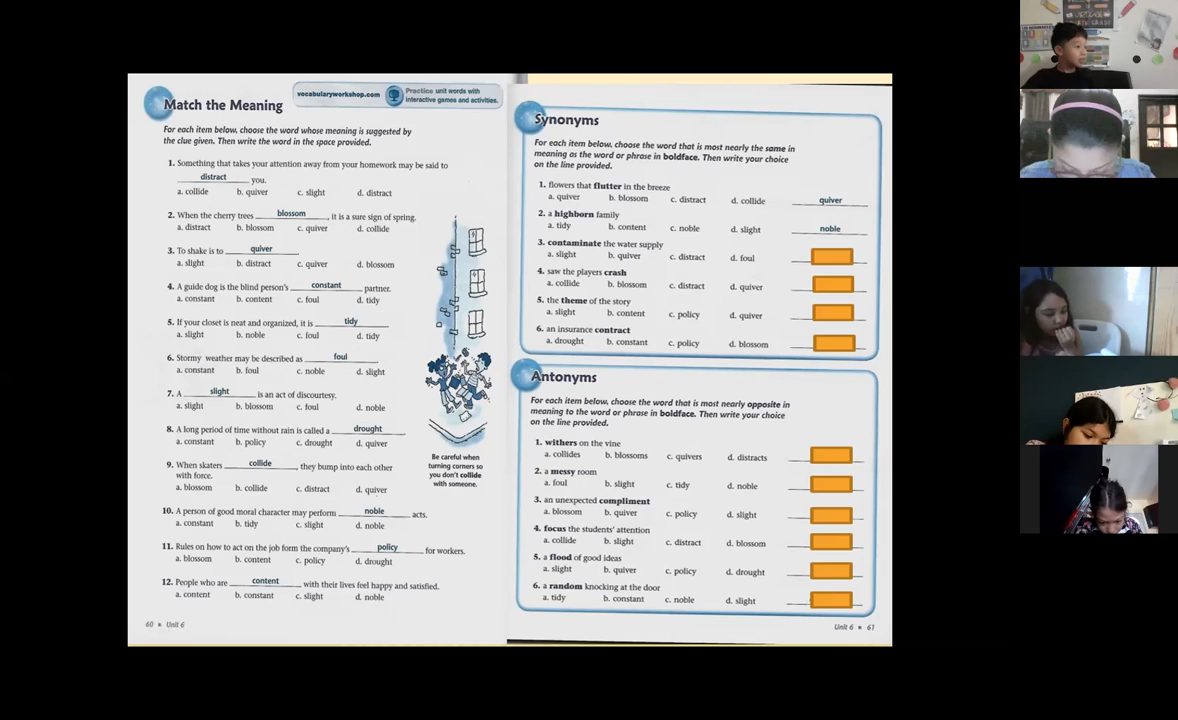 Match the Meaning
vocabularyworkshop.com
Practice unit words with
interactive games and activities.
For each item below, choose the word whose meaning is suggested by
the clue given. Then write the word in the space provided.
1. Something that takes your attention away from your homework may be said to
distract you.
a. collide b. quiver c. slight d. distract
2. When the cherry trees blossom, it is a sure sign of spring.
a. distract b. blossom c. quiver d. collide
3. To shake is to quiver.
a. slight b. distract c. quiver d. blossom
4. A guide dog is the blind person's constant partner.
a. constant b. content c. foul d. tidy
5. If your closet is neat and organized, it is tidy
a. slight b. noble c. foul d. tidy
6. Stormy weather may be described as foul
a. constant b. foul c. noble d. slight
7. A slight is an act of discourtesy.
a. slight b. blossom c. foul d. noble
8. A long period of time without rain is called a drought
a. constant b. policy c. drought d. quiver
9. When skaters collide, they bump into each other
with force.
a. blossom b. collide c. distract d. quiver
10. A person of good moral character may perform noble acts.
a. constant b. tidy c. slight d. noble
11. Rules on how to act on the job form the company's policy for workers.
a. blossom b. content c. policy d. drought
12. People who are content with their lives feel happy and satisfied.
a. content b. constant c. slight d. noble
Be careful when
turning corners so
you don't collide
with someone.
60 • Unit 6
Synonyms
For each item below, choose the word that is most nearly the same in
meaning as the word or phrase in boldface. Then write your choice
on the line provided.
1. flowers that flutter in the breeze
a. quiver b. blossom c. distract d. collide quiver
2. a highborn family
a. tidy b. content c. noble d. slight noble
3. contaminate the water supply
a. slight b. quiver c. distract d. foul
4. saw the players crash
a. collide b. blossom c. distract d. quiver
5. the theme of the story
a. slight b. content c. policy d. quiver
6. an insurance contract
a. drought b. constant c. policy d. blossom
Antonyms
For each item below, choose the word that is most nearly opposite in
meaning to the word or phrase in boldface. Then write your choice
on the line provided.
1. withers on the vine
a. collides b. blossoms c. quivers d. distracts
2. a messy room
a. foul b. slight c. tidy d. noble
3. an unexpected compliment
a. blossom b. quiver c. policy d. slight
4. focus the students' attention
a. collide b. slight c. distract d. blossom
5. a flood of good ideas
a. slight b. quiver c. policy d. drought
6. a random knocking at the door
a. tidy b. constant c. noble d. slight
Unit 6 • 61